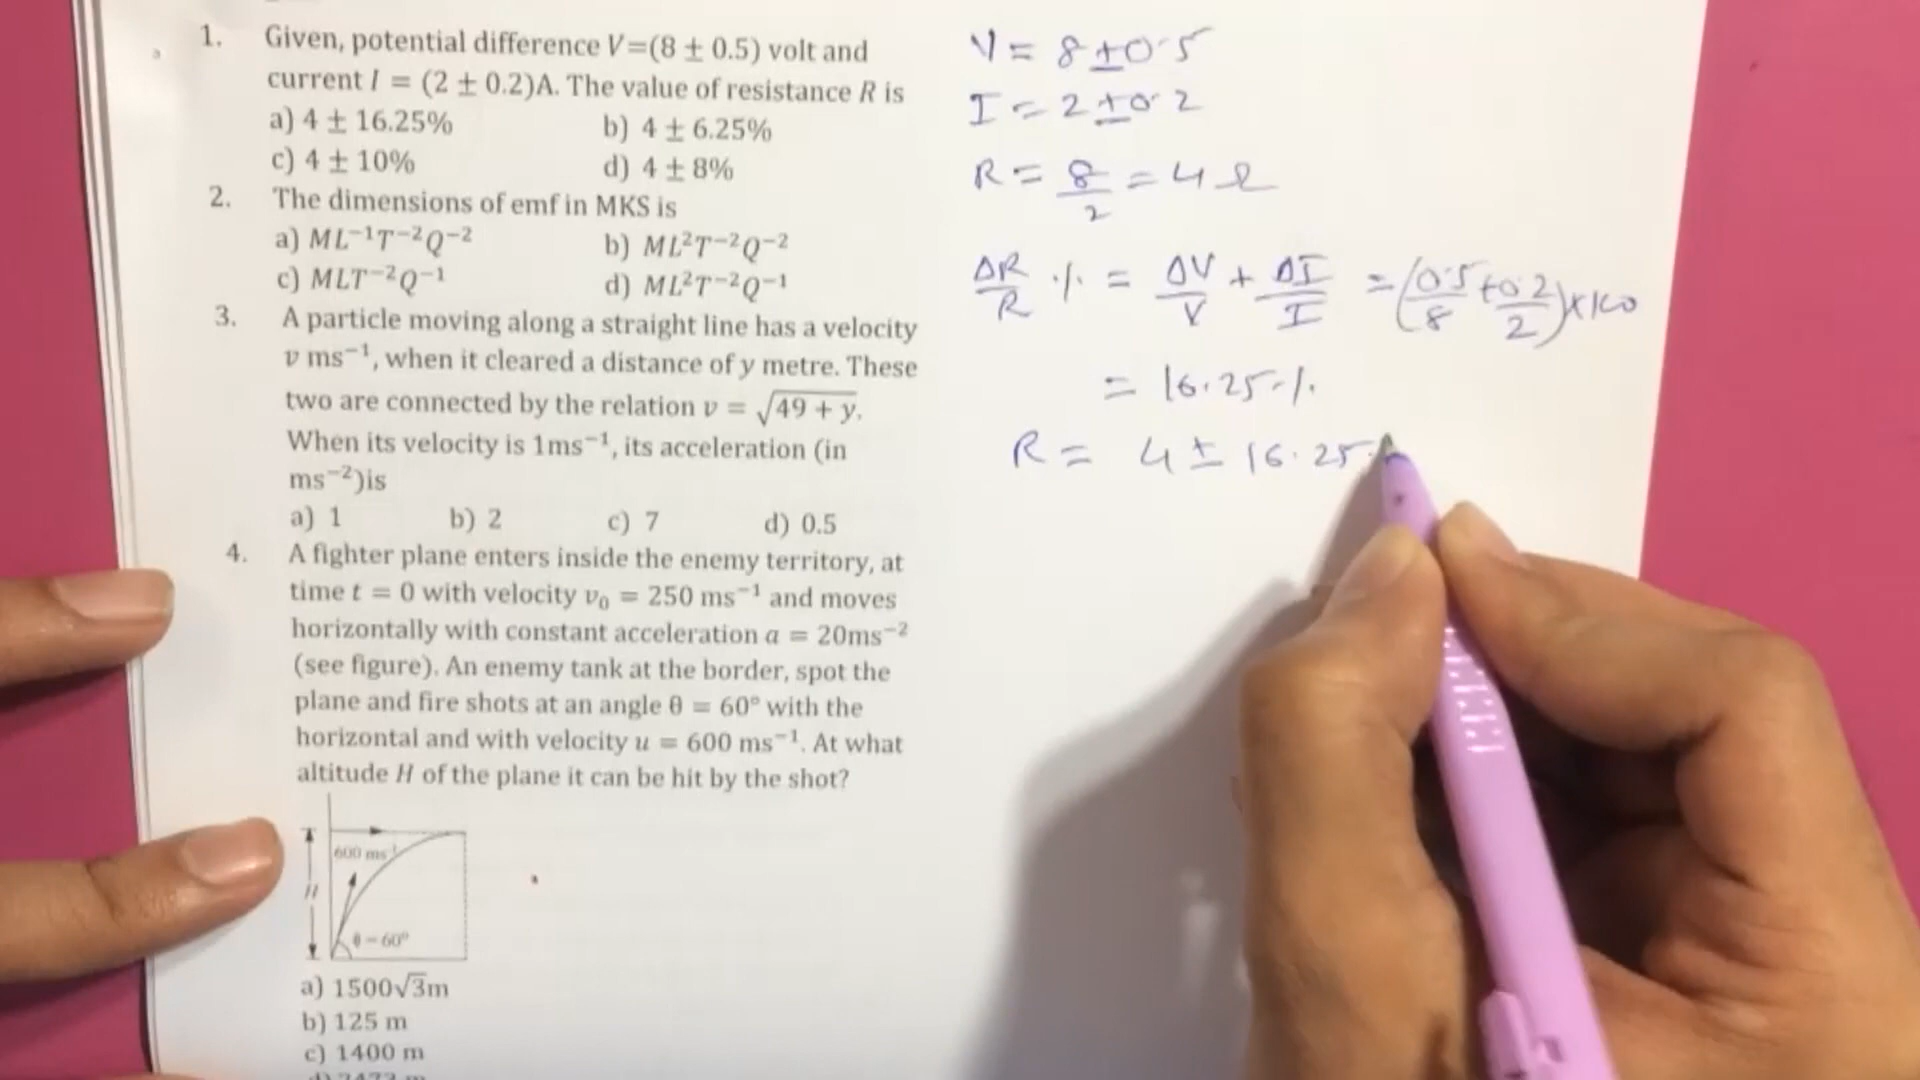 1. Given, potential difference V=(8 ± 0.5) volt and
current I = (2 ± 0.2)A. The value of resistance R is
a) 4 ± 16.25% b) 4 ± 6.25%
c) 4 ± 10% d) 4 ± 8%
2. The dimensions of emf in MKS is
a) ML⁻¹T⁻²Q⁻² b) ML²T⁻²Q⁻²
c) MLT⁻²Q⁻¹ d) ML²T⁻²Q⁻¹
3. A particle moving along a straight line has a velocity
v ms⁻¹, when it cleared a distance of y metre. These
two are connected by the relation v = √(49 + y).
When its velocity is 1ms⁻¹, its acceleration (in
ms⁻²)is
a) 1 b) 2 c) 7 d) 0.5
4. A fighter plane enters inside the enemy territory, at
time t = 0 with velocity v₀ = 250 ms⁻¹ and moves
horizontally with constant acceleration a = 20ms⁻²
(see figure). An enemy tank at the border, spot the
plane and fire shots at an angle θ = 60° with the
horizontal and with velocity u = 600 ms⁻¹. At what
altitude H of the plane it can be hit by the shot?
600 ms⁻¹
H
θ = 60°
a) 1500√3m
b) 125 m
c) 1400 m
V = 8 ± 0.5
I = 2 ± 0.2
R = 8/2 = 4 Ω
ΔR/R % = ΔV/V + ΔI/I = (0.5/8 + 0.2/2) × 100
= 16.25 %
R = 4 ± 16.25